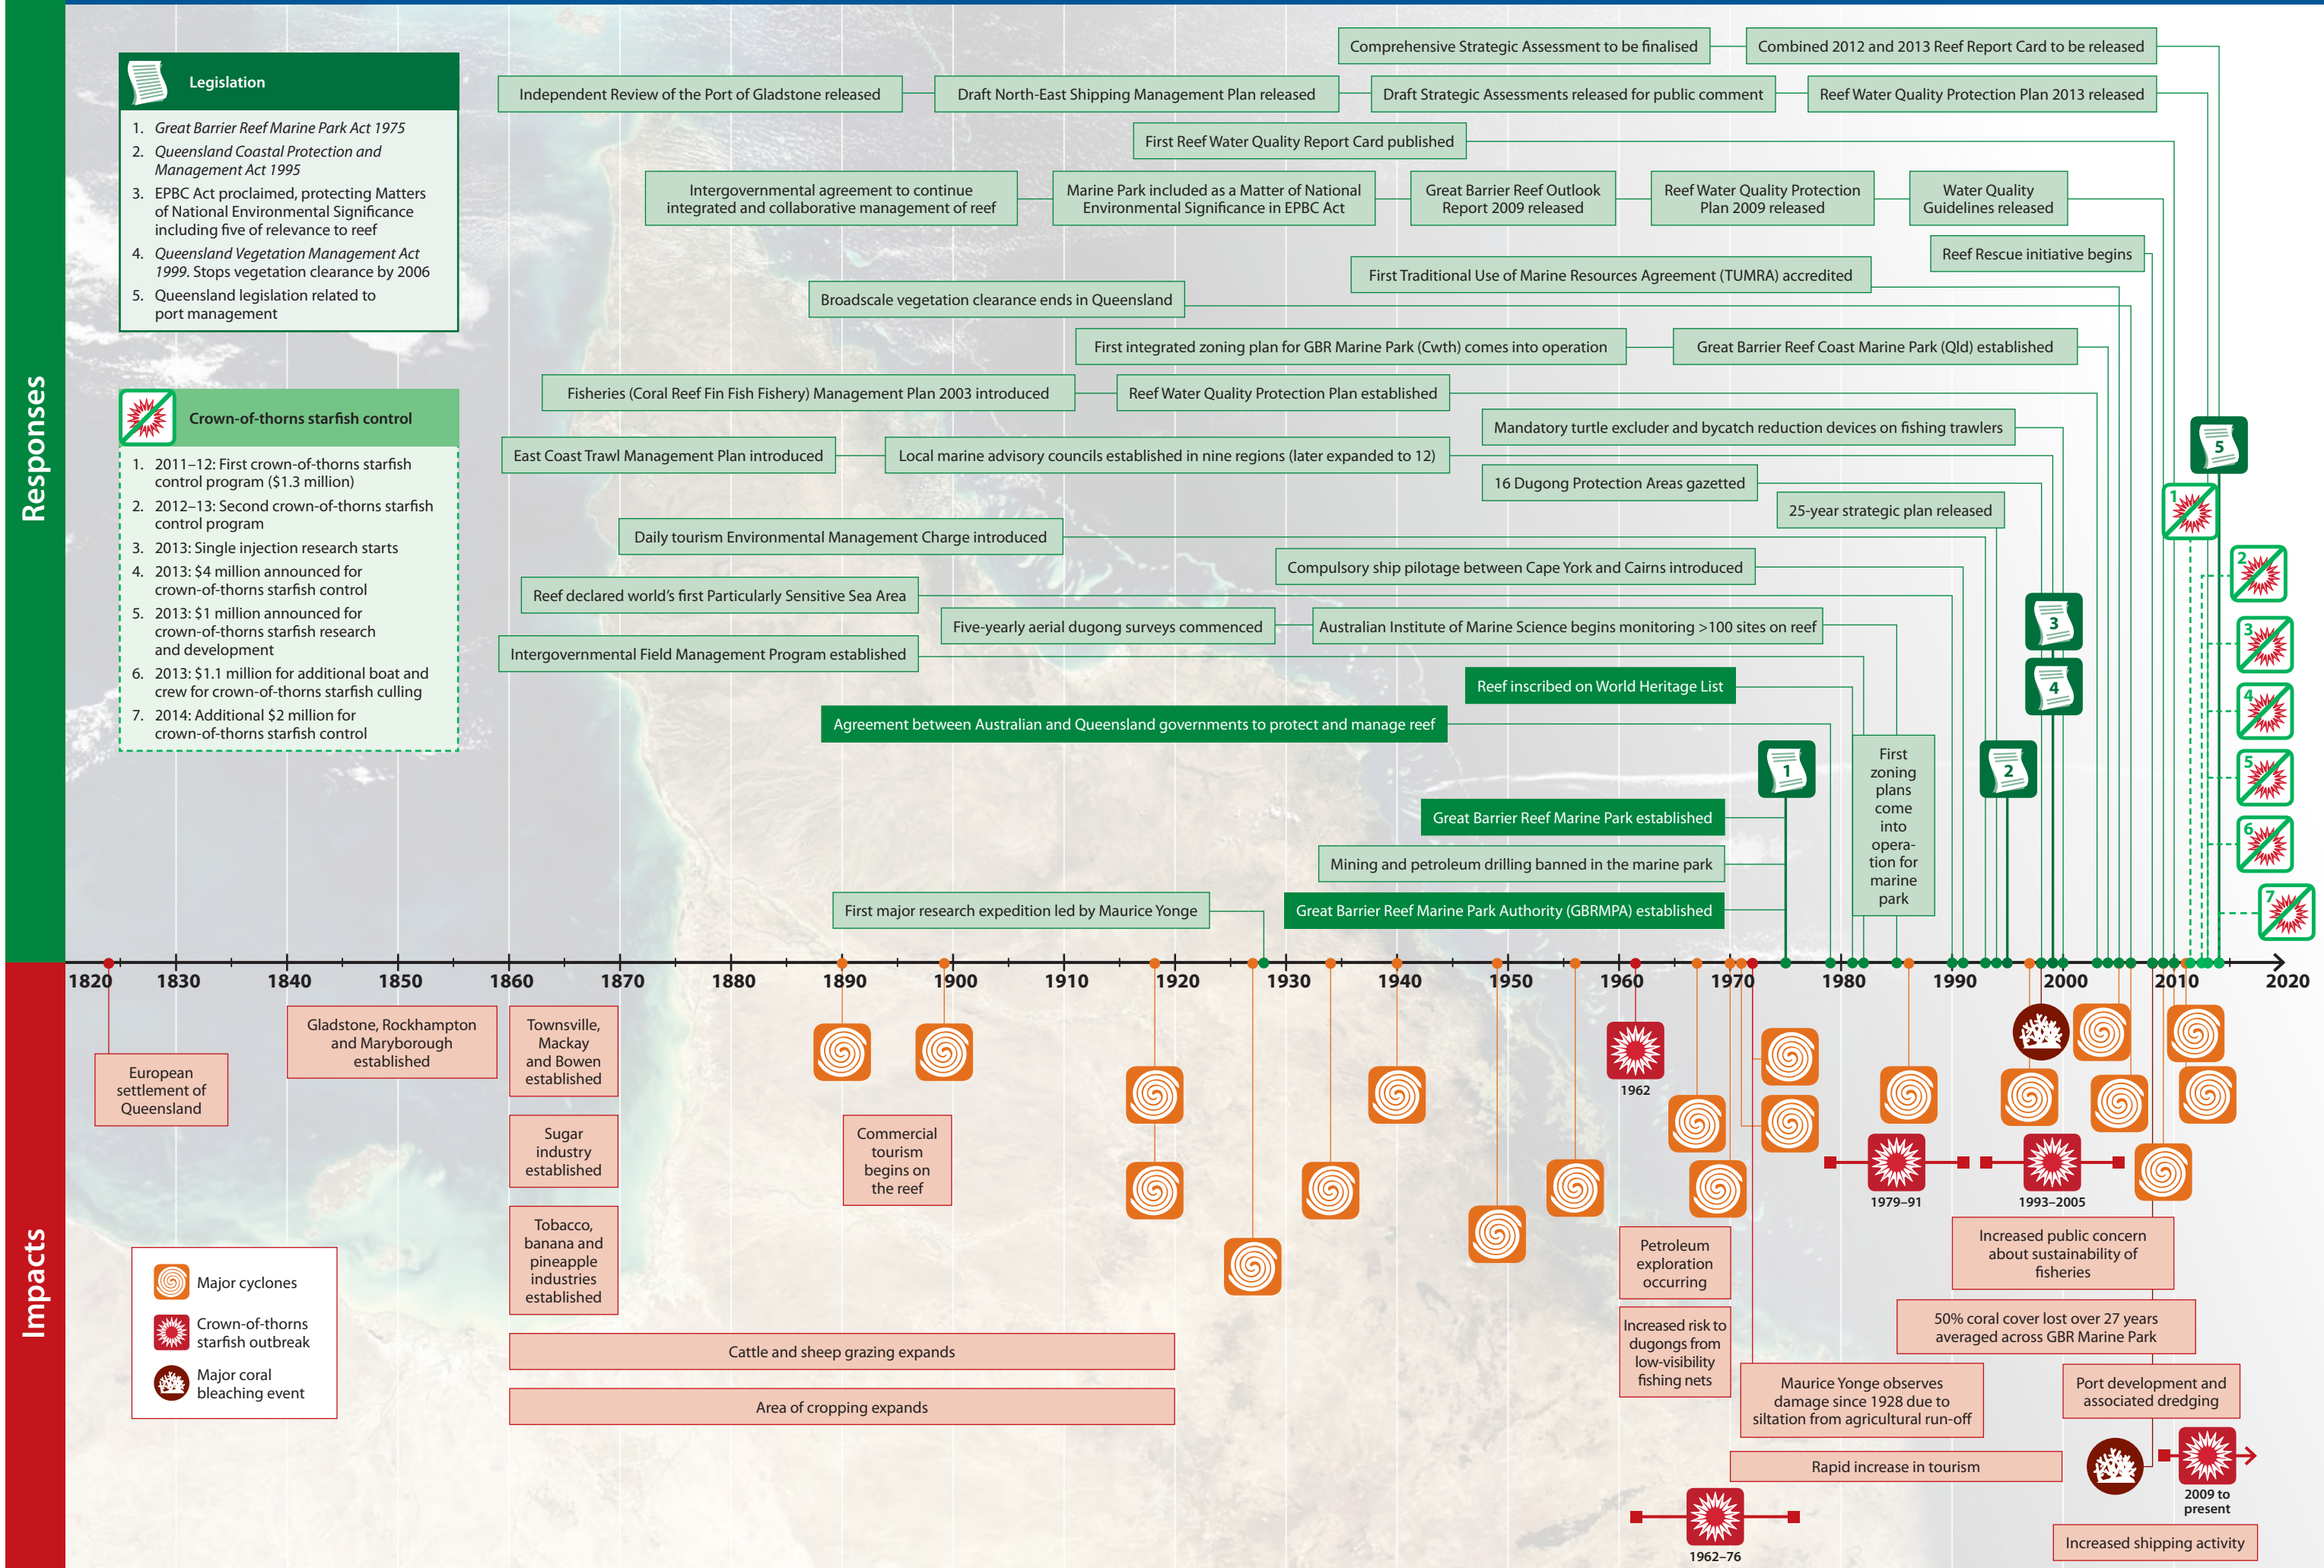 Responses
Legislation
1. Great Barrier Reef Marine Park Act 1975
2. Queensland Coastal Protection and
Management Act 1995
3. EPBC Act proclaimed, protecting Matters
of National Environmental Significance
including five of relevance to reef
4. Queensland Vegetation Management Act
1999. Stops vegetation clearance by 2006
5. Queensland legislation related to
port management
Crown-of-thorns starfish control
1. 2011–12: First crown-of-thorns starfish
control program ($1.3 million)
2. 2012–13: Second crown-of-thorns starfish
control program
3. 2013: Single injection research starts
4. 2013: $4 million announced for
crown-of-thorns starfish control
5. 2013: $1 million announced for
crown-of-thorns starfish research
and development
6. 2013: $1.1 million for additional boat and
crew for crown-of-thorns starfish culling
7. 2014: Additional $2 million for
crown-of-thorns starfish control
Comprehensive Strategic Assessment to be finalised
Combined 2012 and 2013 Reef Report Card to be released
Independent Review of the Port of Gladstone released
Draft North-East Shipping Management Plan released
Draft Strategic Assessments released for public comment
Reef Water Quality Protection Plan 2013 released
First Reef Water Quality Report Card published
Intergovernmental agreement to continue
integrated and collaborative management of reef
Marine Park included as a Matter of National
Environmental Significance in EPBC Act
Great Barrier Reef Outlook
Report 2009 released
Reef Water Quality Protection
Plan 2009 released
Water Quality
Guidelines released
Reef Rescue initiative begins
First Traditional Use of Marine Resources Agreement (TUMRA) accredited
Broadscale vegetation clearance ends in Queensland
First integrated zoning plan for GBR Marine Park (Cwth) comes into operation
Great Barrier Reef Coast Marine Park (Qld) established
Fisheries (Coral Reef Fin Fish Fishery) Management Plan 2003 introduced
Reef Water Quality Protection Plan established
Mandatory turtle excluder and bycatch reduction devices on fishing trawlers
East Coast Trawl Management Plan introduced
Local marine advisory councils established in nine regions (later expanded to 12)
16 Dugong Protection Areas gazetted
25-year strategic plan released
Daily tourism Environmental Management Charge introduced
Compulsory ship pilotage between Cape York and Cairns introduced
Reef declared world's first Particularly Sensitive Sea Area
Five-yearly aerial dugong surveys commenced
Australian Institute of Marine Science begins monitoring >100 sites on reef
Intergovernmental Field Management Program established
Reef inscribed on World Heritage List
Agreement between Australian and Queensland governments to protect and manage reef
First
zoning
plans
come
into
opera-
tion for
marine
park
Great Barrier Reef Marine Park established
Mining and petroleum drilling banned in the marine park
First major research expedition led by Maurice Yonge
Great Barrier Reef Marine Park Authority (GBRMPA) established
5
1
2
3
3
4
4
1
2
5
6
7
1820 1830 1840 1850 1860 1870 1880 1890 1900 1910 1920 1930 1940 1950 1960 1970 1980 1990 2000 2010 2020
Impacts
European
settlement of
Queensland
Gladstone, Rockhampton
and Maryborough
established
Townsville,
Mackay
and Bowen
established
Sugar
industry
established
Tobacco,
banana and
pineapple
industries
established
Commercial
tourism
begins on
the reef
Cattle and sheep grazing expands
Area of cropping expands
1962
1979–91
1993–2005
Petroleum
exploration
occurring
Increased risk to
dugongs from
low-visibility
fishing nets
Increased public concern
about sustainability of
fisheries
50% coral cover lost over 27 years
averaged across GBR Marine Park
Maurice Yonge observes
damage since 1928 due to
siltation from agricultural run-off
Port development and
associated dredging
Rapid increase in tourism
2009 to
present
1962–76
Increased shipping activity
Major cyclones
Crown-of-thorns
starfish outbreak
Major coral
bleaching event